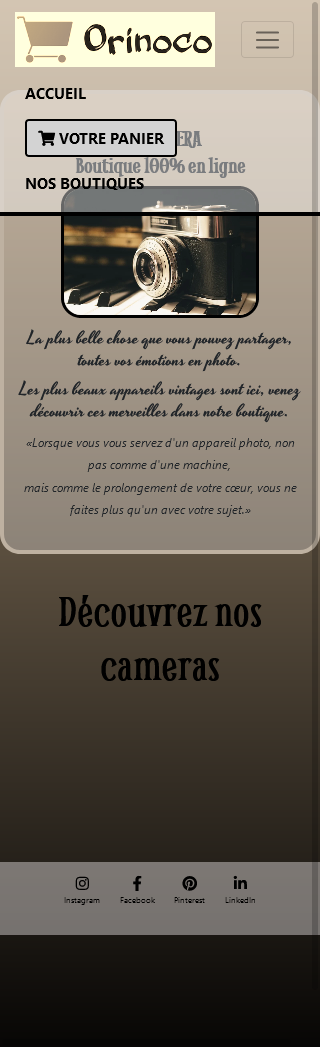 Orinoco
ACCUEIL
VOTRE PANIER
ERA
Boutique 100% en ligne
NOS BOUTIQUES
La plus belle chose que vous pouvez partager,
toutes vos émotions en photo.
Les plus beaux appareils vintages sont ici, venez
découvrir ces merveilles dans notre boutique.
«Lorsque vous vous servez d'un appareil photo, non
pas comme d'une machine,
mais comme le prolongement de votre cœur, vous ne
faites plus qu'un avec votre sujet.»
Découvrez nos
cameras
Instagram Facebook Pinterest Linkedin